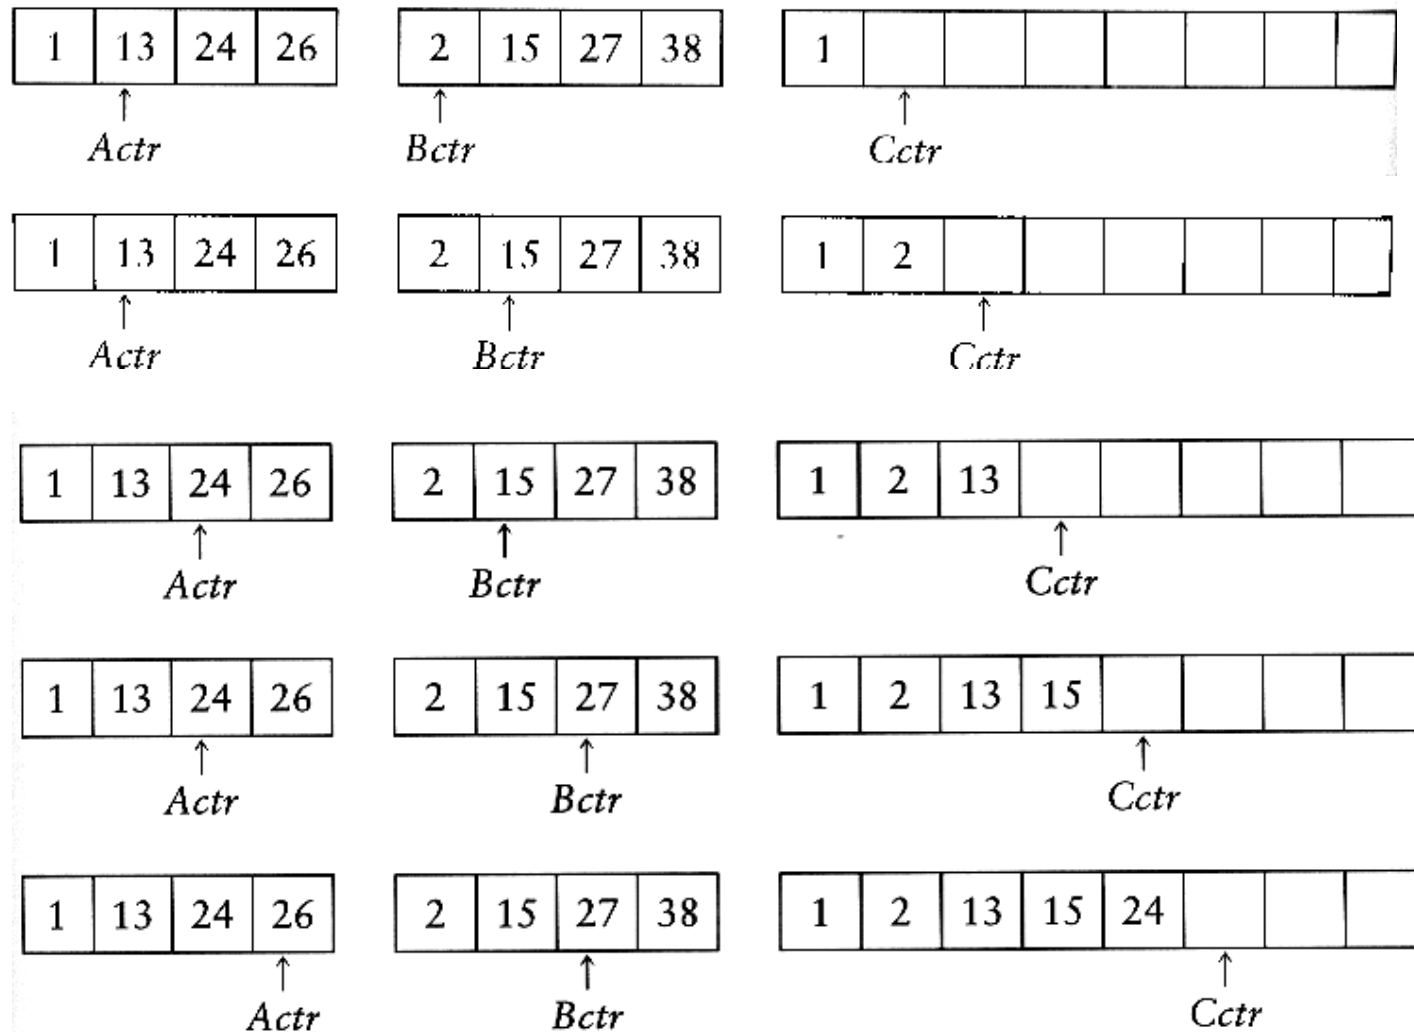 1 13 24 26 2 15 27 38 1
Actr Bctr Cctr
1 13 24 26 2 15 27 38 1 2
Actr Bctr Cctr
1 13 24 26 2 15 27 38 1 2 13
Actr Bctr Cctr
1 13 24 26 2 15 27 38 1 2 13 15
Actr Bctr Cctr
1 13 24 26 2 15 27 38 1 2 13 15 24
Actr Bctr Cctr